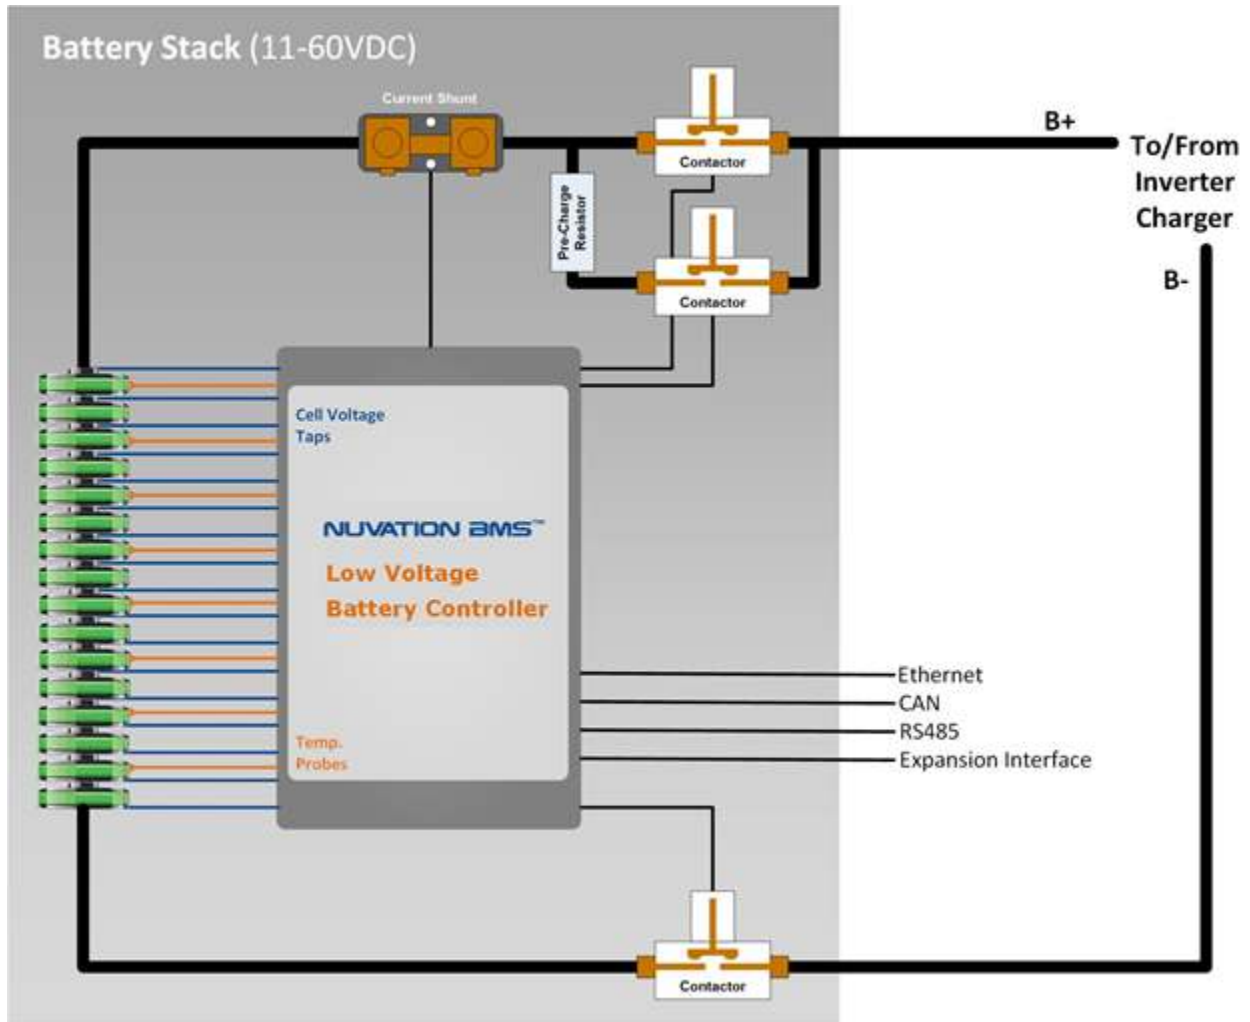 Battery Stack (11-60VDC)
Current Shunt
Contactor
B+
To/From
Inverter
Charger
Pre-Charge
Resistor
Contactor
B-
Cell Voltage
Taps
NUVATION BMS™
Low Voltage
Battery Controller
Ethernet
CAN
RS485
Expansion Interface
Temp.
Probes
Contactor